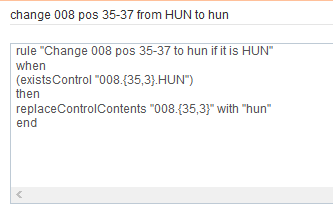 change 008 pos 35-37 from HUN to hun
rule "Change 008 pos 35-37 to hun if it is HUN"
when
(existsControl "008.{35,3}.HUN")
then
replaceControlContents "008.{35,3}" with "hun"
end